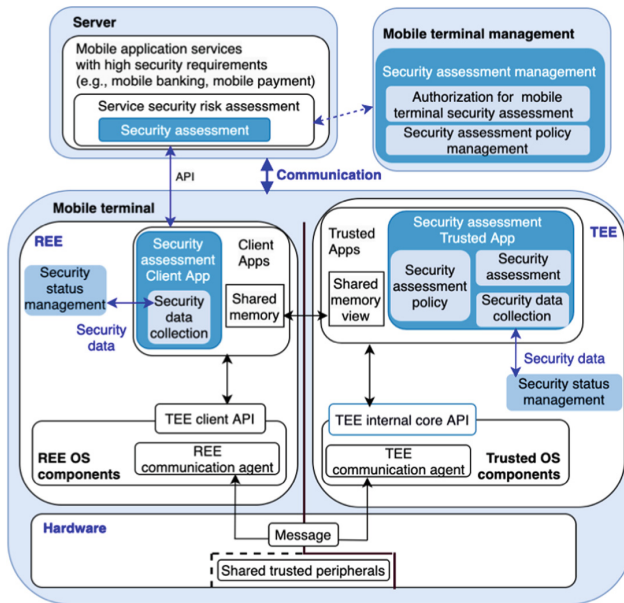 Server
Mobile application services
with high security requirements
(e.g., mobile banking, mobile payment)
Service security risk assessment
Security assessment
Mobile terminal management
Security assessment management
Authorization for mobile
terminal security assessment
Security assessment policy
management
API
Communication
Mobile terminal
REE
Security
assessment
Client App
Client
Apps
Security
status
management
Security
data
Security
data
collection
Shared
memory
TEE
Trusted
Apps
Security assessment
Trusted App
Shared
memory
view
Security
assessment
policy
Security
assessment
Security data
collection
Security data
Security status
management
TEE client API
REE OS
components
REE
communication agent
TEE internal core API
TEE
communication agent
Trusted OS
components
Hardware
Message
Shared trusted peripherals